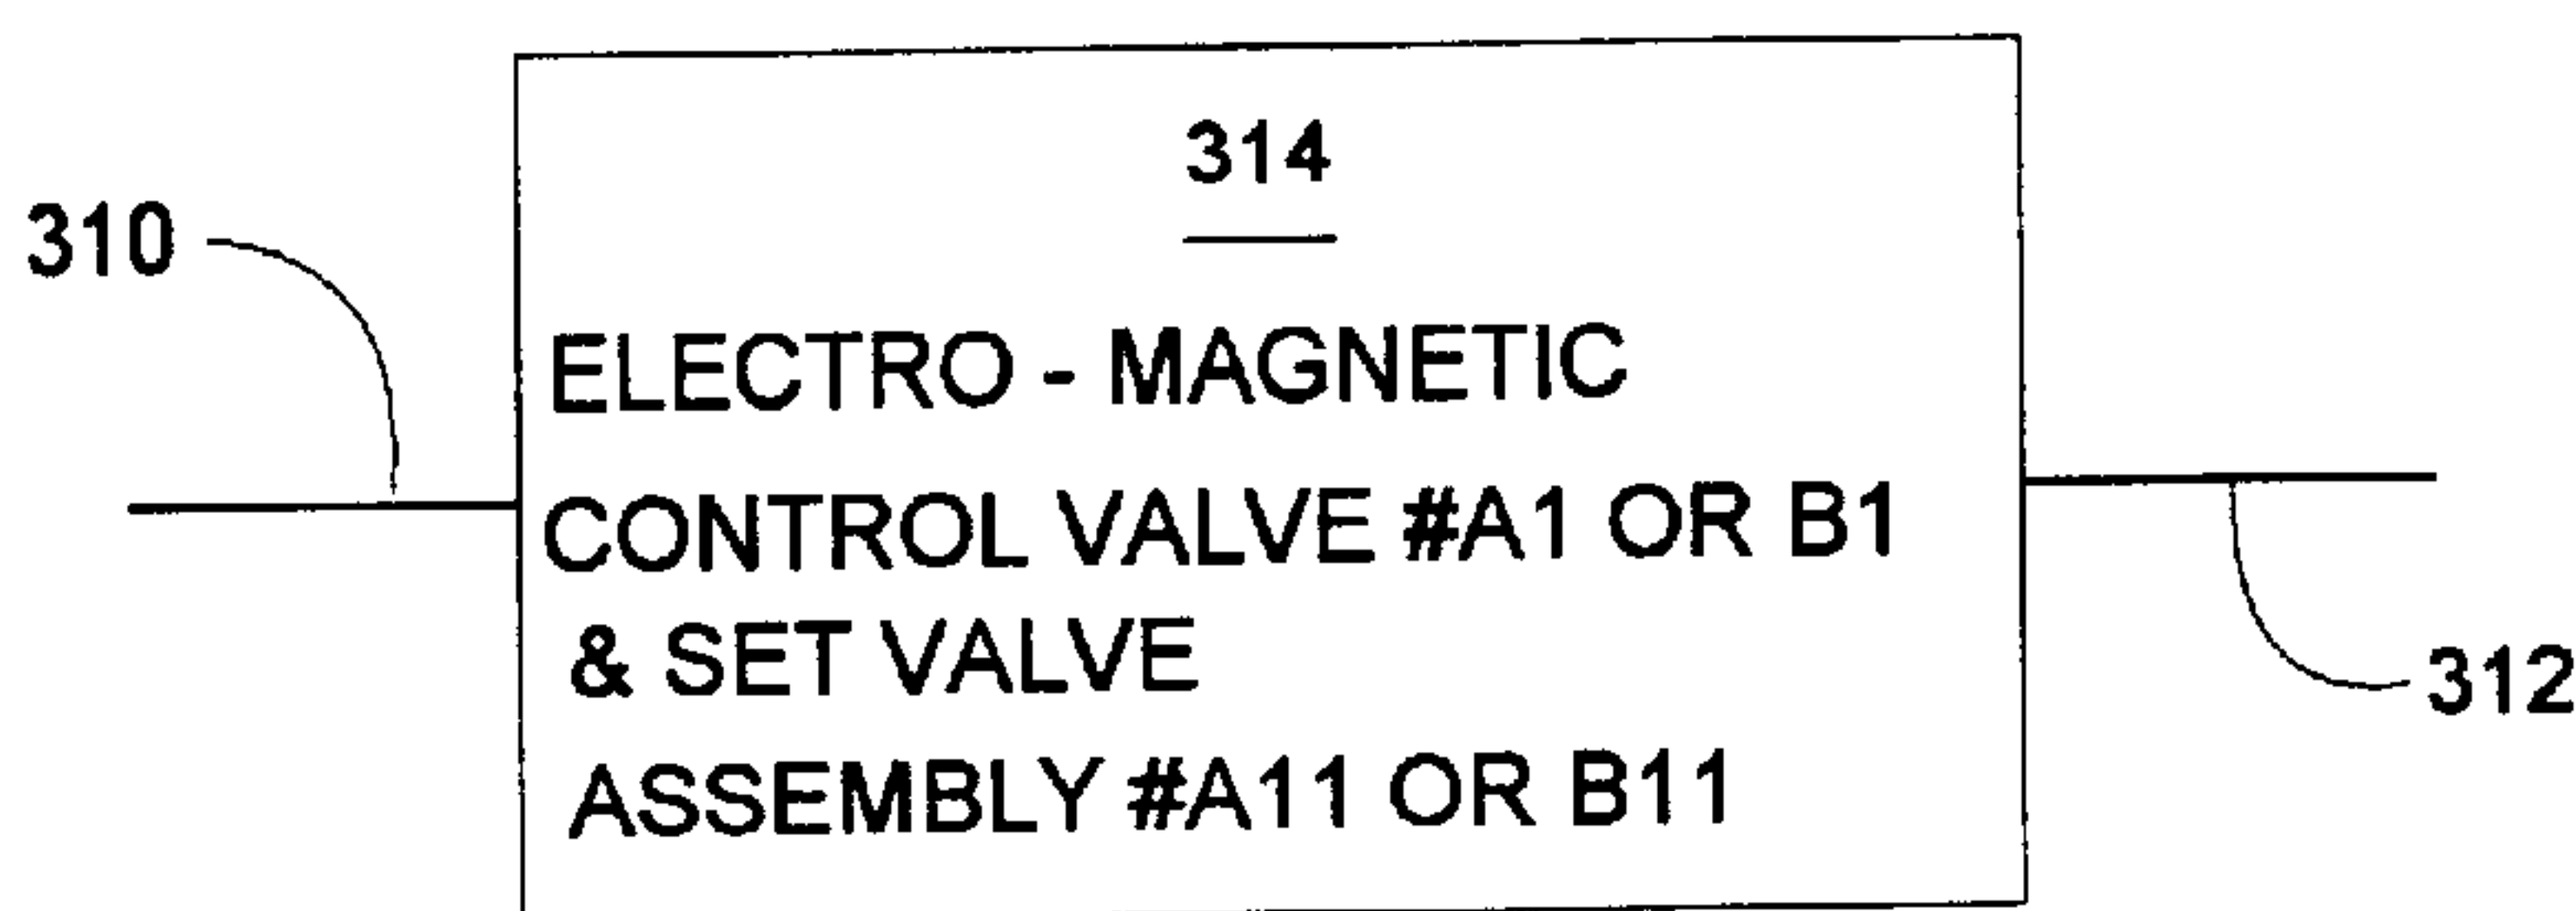 314
310
ELECTRO - MAGNETIC
CONTROL VALVE #A1 OR B1
& SET VALVE
ASSEMBLY #A11 OR B11
312